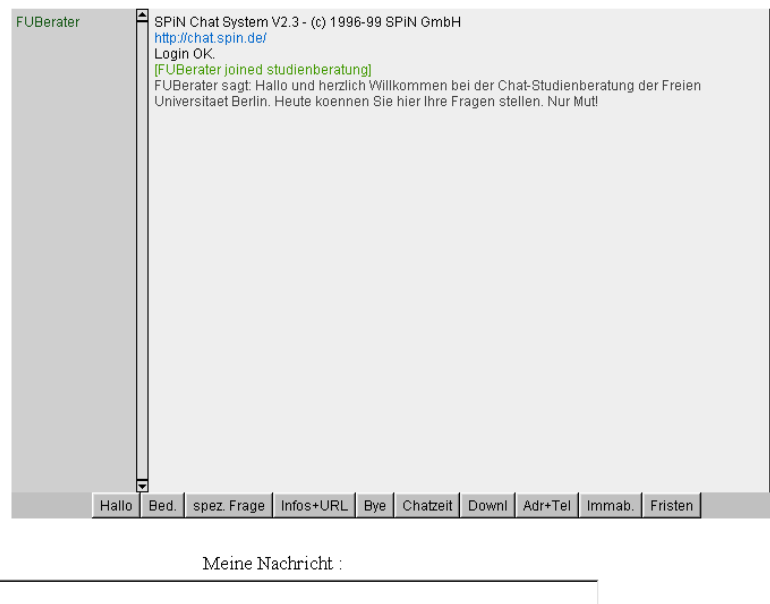 FUBerater
SPiN Chat System V2.3 - (c) 1996-99 SPiN GmbH
http://chat.spin.de/
Login OK.
[FUBerater joined studienberatung]
FUBerater sagt: Hallo und herzlich Willkommen bei der Chat-Studienberatung der Freien
Universitaet Berlin. Heute koennen Sie hier Ihre Fragen stellen. Nur Mut!
Hallo Bed. spez. Frage Infos+URL Bye Chatzeit Downl Adr+Tel Immab. Fristen
Meine Nachricht :